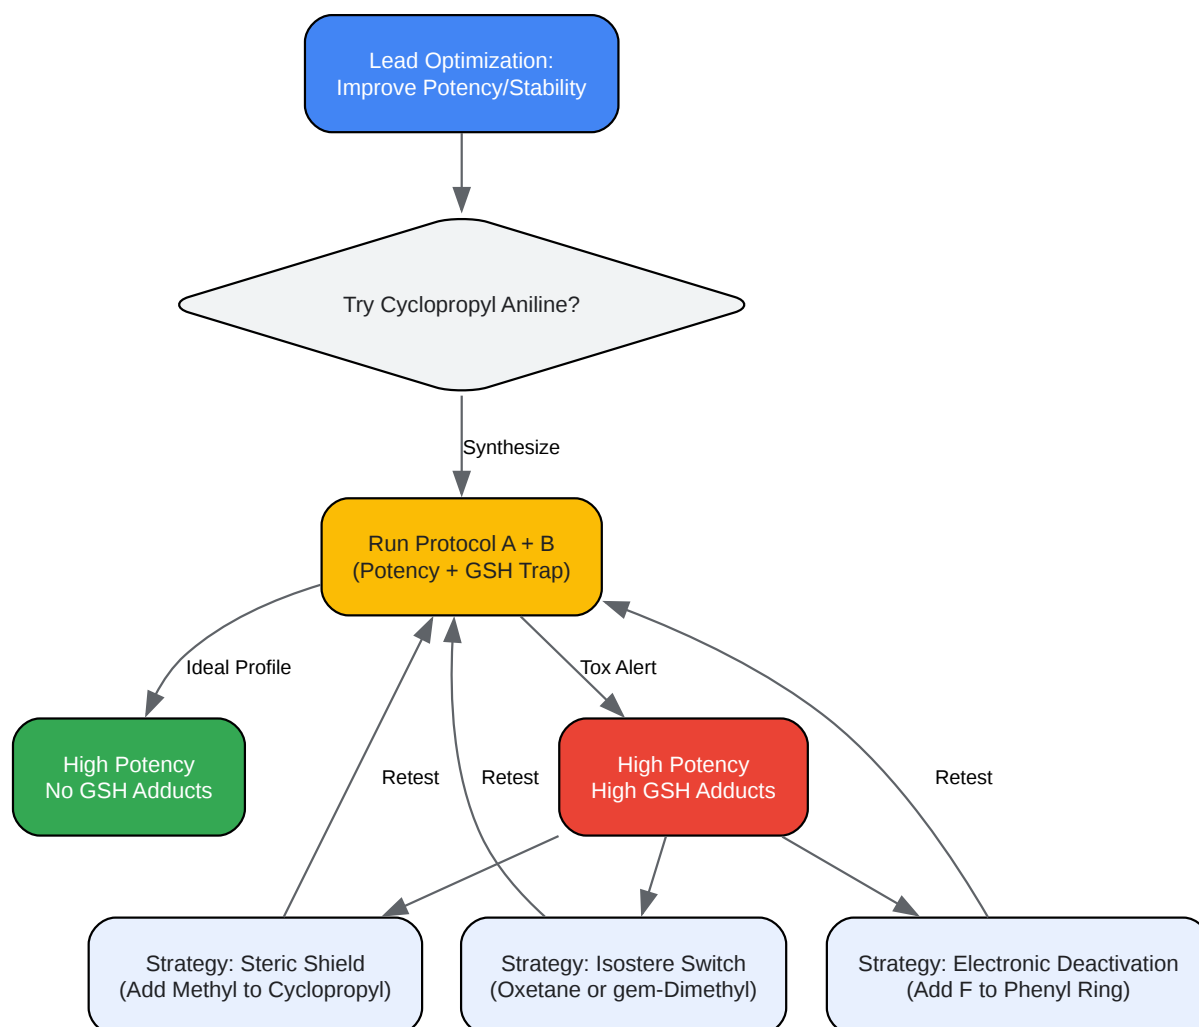 Lead Optimization:
Improve Potency/Stability
Try Cyclopropyl Aniline?
Synthesize
Run Protocol A + B
(Potency + GSH Trap)
Ideal Profile
Tox Alert
High Potency
No GSH Adducts
High Potency
High GSH Adducts
Retest
Retest
Retest
Strategy: Steric Shield
(Add Methyl to Cyclopropyl)
Strategy: Isostere Switch
(Oxetane or gem-Dimethyl)
Strategy: Electronic Deactivation
(Add F to Phenyl Ring)